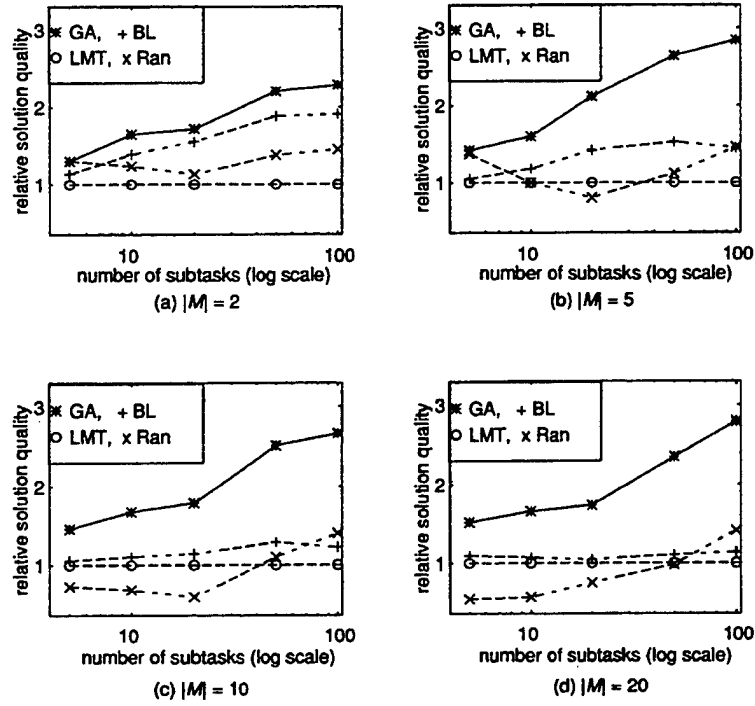 3
2
1
relative solution quality
GA, + BL
LMT, x Ran
10
100
number of subtasks (log scale)
(a) |M| = 2
3
2
1
relative solution quality
GA, + BL
LMT, x Ran
10
100
number of subtasks (log scale)
(b) |M| = 5
3
2
1
relative solution quality
GA, + BL
LMT, x Ran
10
100
number of subtasks (log scale)
(c) |M| = 10
3
2
1
relative solution quality
GA, + BL
LMT, x Ran
10
100
number of subtasks (log scale)
(d) |M| = 20